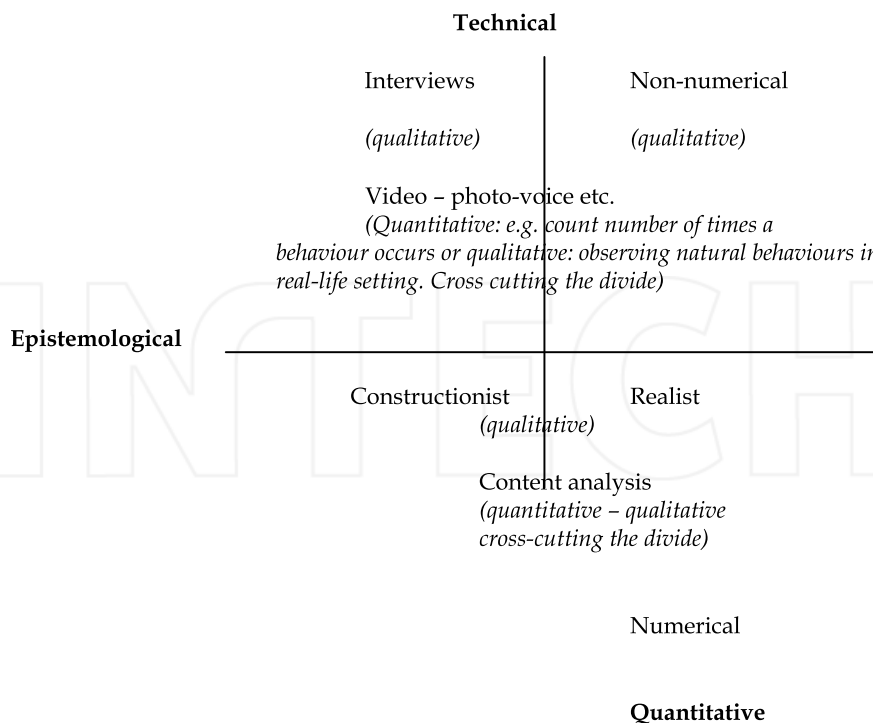 Technical
Interviews Non-numerical
(qualitative) (qualitative)
Video – photo-voice etc.
(Quantitative: e.g. count number of times a
behaviour occurs or qualitative: observing natural behaviours in
real-life setting. Cross cutting the divide)
INTECH
Epistemological
Constructionist Realist
(qualitative)
Content analysis
(quantitative – qualitative
cross-cutting the divide)
Numerical
Quantitative